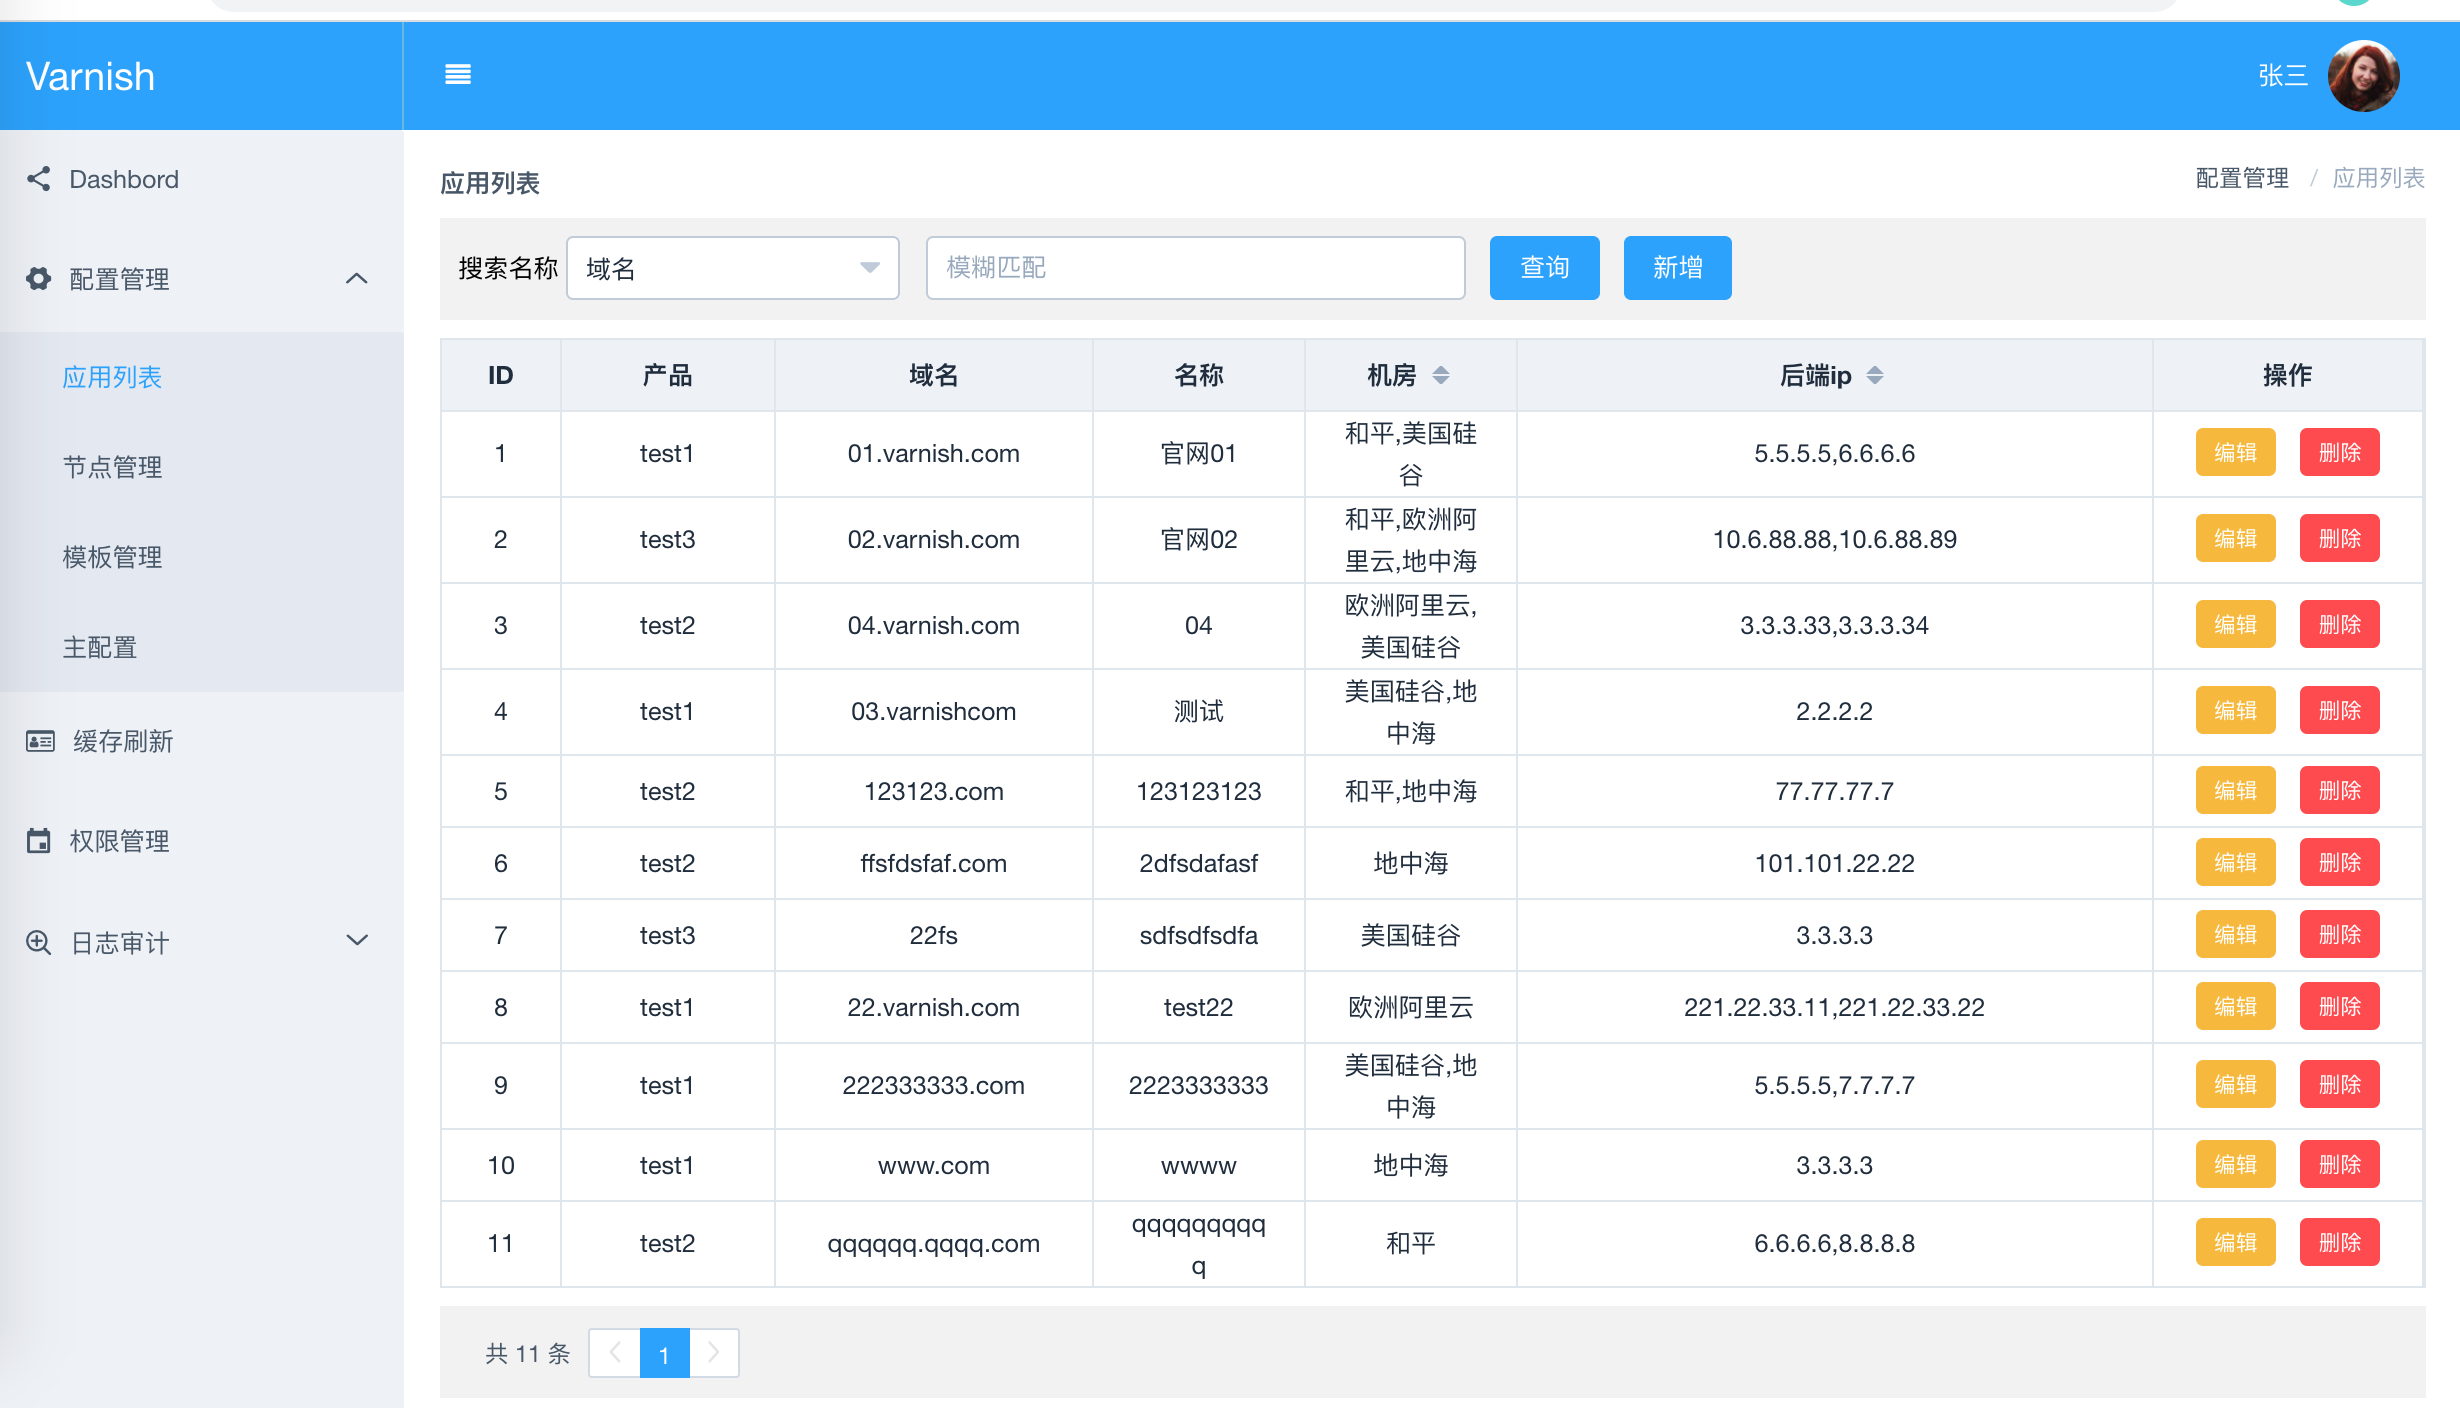 Varnish
张三
Dashbord
配置管理
应用列表
节点管理
模板管理
主配置
缓存刷新
权限管理
日志审计
应用列表
配置管理 / 应用列表
搜索名称 域名 模糊匹配 查询 新增
ID 产品 域名 名称 机房 后端ip 操作
1 test1 01.varnish.com 官网01 和平,美国硅
谷 5.5.5.5,6.6.6.6 编辑 删除
2 test3 02.varnish.com 官网02 和平,欧洲阿
里云,地中海 10.6.88.88,10.6.88.89 编辑 删除
3 test2 04.varnish.com 04 欧洲阿里云,
美国硅谷 3.3.3.33,3.3.3.34 编辑 删除
4 test1 03.varnishcom 测试 美国硅谷,地
中海 2.2.2.2 编辑 删除
5 test2 123123.com 123123123 和平,地中海 77.77.77.7 编辑 删除
6 test2 ffsfdsfaf.com 2dfsdafasf 地中海 101.101.22.22 编辑 删除
7 test3 22fs sdfsdfsdfa 美国硅谷 3.3.3.3 编辑 删除
8 test1 22.varnish.com test22 欧洲阿里云 221.22.33.11,221.22.33.22 编辑 删除
9 test1 222333333.com 2223333333 美国硅谷,地
中海 5.5.5.5,7.7.7.7 编辑 删除
10 test1 www.com wwww 地中海 3.3.3.3 编辑 删除
11 test2 qqqqqq.qqqq.com qqqqqqqqq
q 和平 6.6.6.6,8.8.8.8 编辑 删除
共 11 条 1